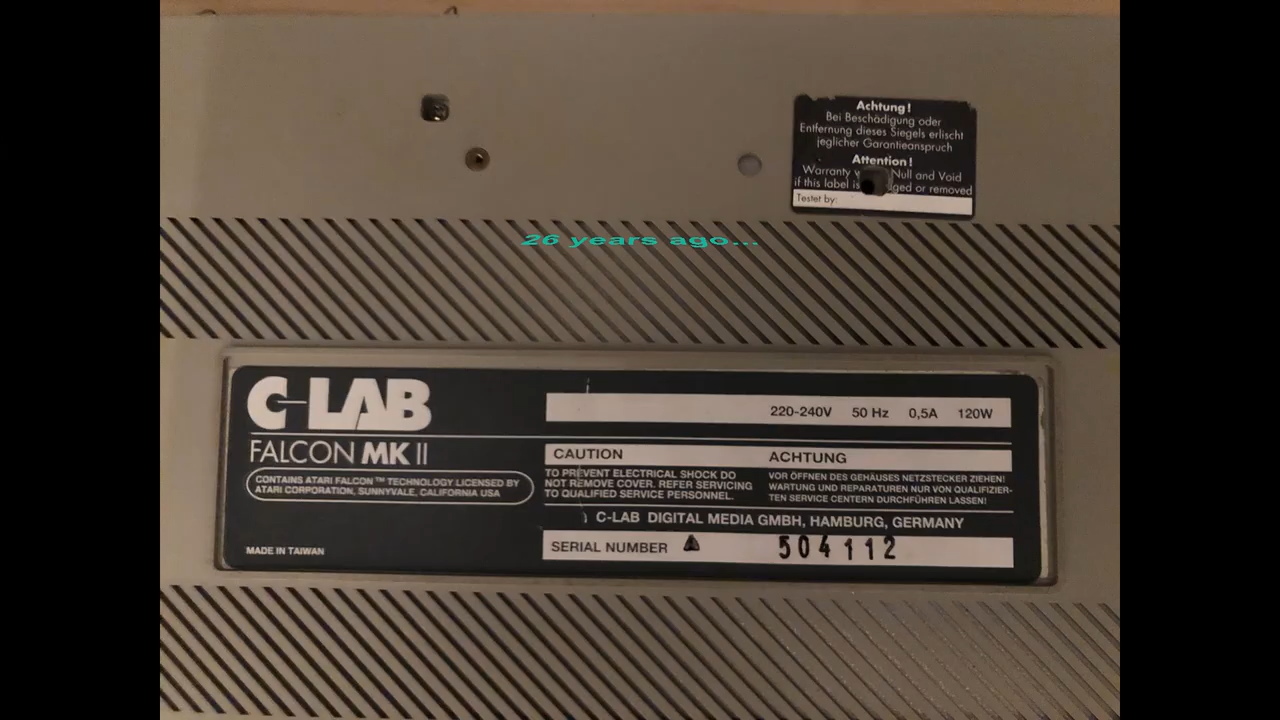 Achtung!
Bei Beschädigung oder
Entfernung dieses Siegels erlischt
jeglicher Garantieanspruch
Attention!
Warranty Null and Void
if this label is or removed
Tester by:
26 years ago...
C-LAB
FALCON MK II
CONTAINS ATARI FALCON™ TECHNOLOGY LICENSED BY
ATARI CORPORATION, SUNNYVALE, CALIFORNIA USA
MADE IN TAIWAN
220-240V 50 Hz 0,5A 120W
CAUTION
TO PREVENT ELECTRICAL SHOCK DO
NOT REMOVE COVER. REFER SERVICING
TO QUALIFIED SERVICE PERSONNEL.
ACHTUNG
VOR ÖFFNEN DES GEHÄUSES NETZSTECKER ZIEHEN!
WARTUNG UND REPARATUREN NUR VON QUALIFIZIER-
TEN SERVICE CENTERN DURCHFÜHREN LASSEN!
C-LAB DIGITAL MEDIA GMBH, HAMBURG, GERMANY
SERIAL NUMBER 504112